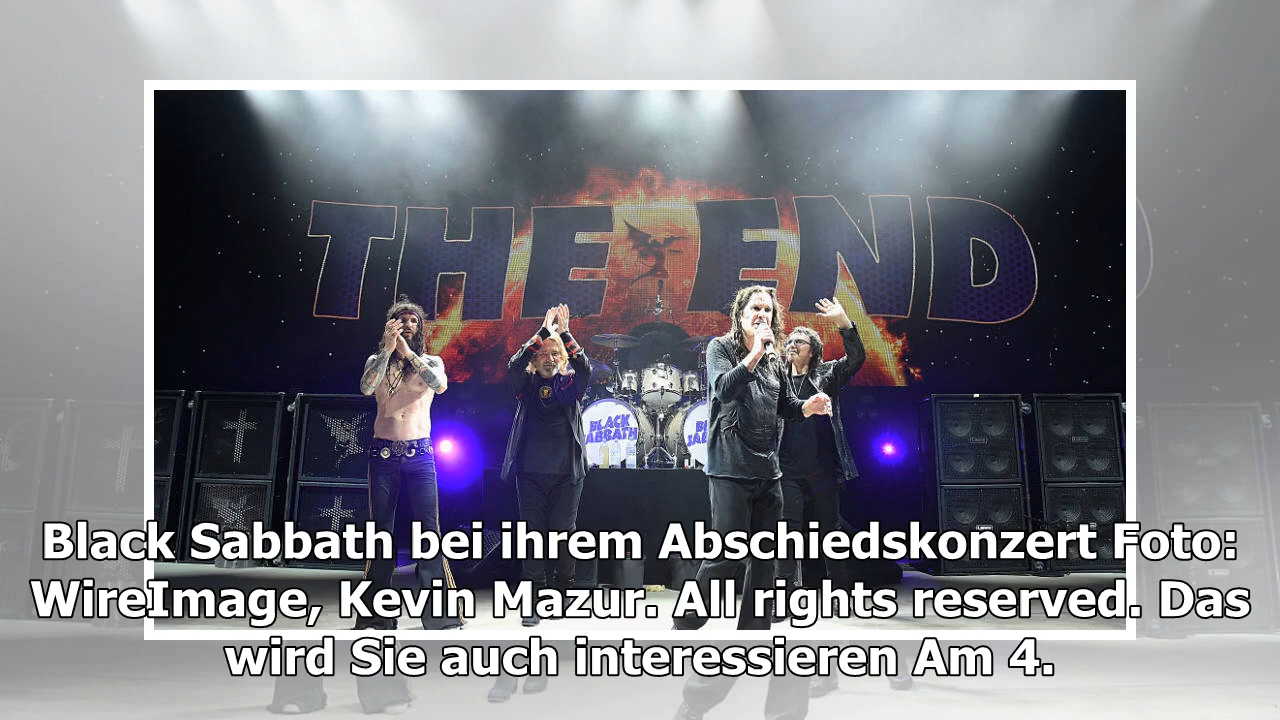 THE END
BLACK
SABBATH
Black Sabbath bei ihrem Abschiedskonzert Foto:
WireImage, Kevin Mazur. All rights reserved. Das
wird Sie auch interessieren Am 4.